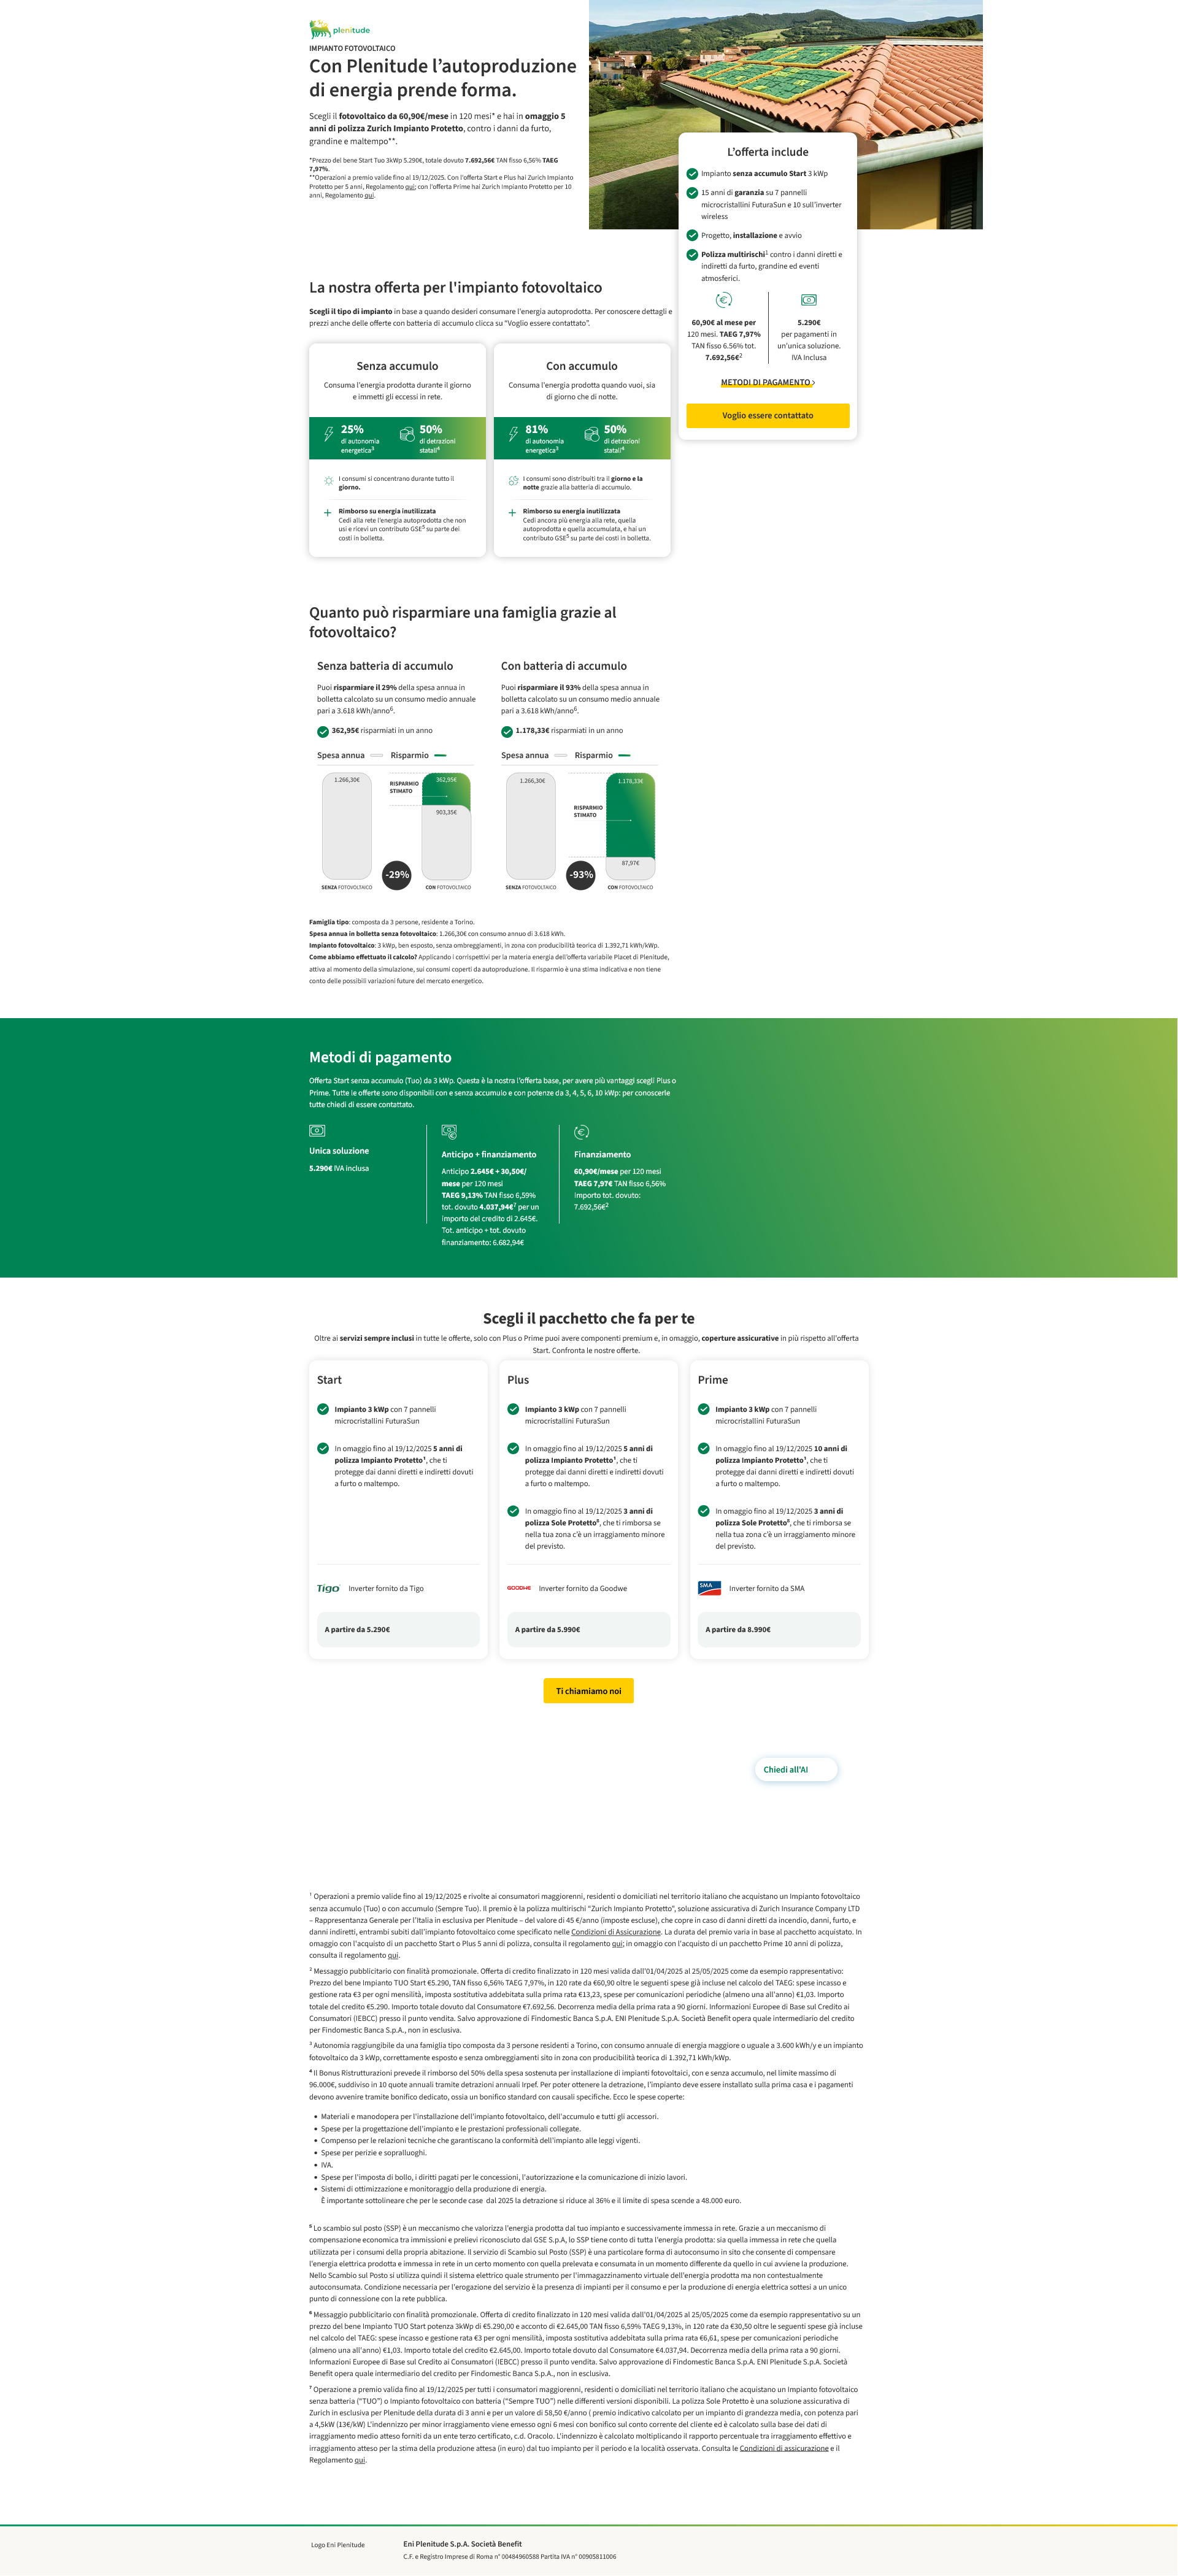 plenitude
IMPIANTO FOTOVOLTAICO
Con Plenitude l'autoproduzione
di energia prende forma.
Scegli il fotovoltaico da 60,90€/mese in 120 mesi* e hai in omaggio 5
anni di polizza Zurich Impianto Protetto, contro i danni da furto,
grandine e maltempo**.
*Prezzo del bene Start Tuo 3kWp 5.290€, totale dovuto 7.692,56€ TAN fisso 6,56% TAEG
7,97%.
**Operazioni a premio valide fino al 19/12/2025. Con l'offerta Start e Plus hai Zurich Impianto
Protetto per 5 anni, Regolamento qui; con l'offerta Prime hai Zurich Impianto Protetto per 10
anni, Regolamento qui.
L'offerta include
Impianto senza accumulo Start 3 kWp
15 anni di garanzia su 7 pannelli
microcristallini FuturaSun e 10 sull'inverter
wireless
Progetto, installazione e avvio
Polizza multirischi¹ contro i danni diretti e
indiretti da furto, grandine ed eventi
atmosferici.
60,90€ al mese per
120 mesi. TAEG 7,97%
TAN fisso 6.56% tot.
7.692,56€²
5.290€
per pagamenti in
un'unica soluzione.
IVA Inclusa
METODI DI PAGAMENTO
Voglio essere contattato
La nostra offerta per l'impianto fotovoltaico
Scegli il tipo di impianto in base a quando desideri consumare l'energia autoprodotta. Per conoscere dettagli e
prezzi anche delle offerte con batteria di accumulo clicca su “Voglio essere contattato”.
Senza accumulo
Consuma l'energia prodotta durante il giorno
e immetti gli eccessi in rete.
25%
di autonomia
energetica³
50%
di detrazioni
statali⁴
I consumi si concentrano durante tutto il
giorno.
Rimborso su energia inutilizzata
Cedi alla rete l'energia autoprodotta che non
usi e ricevi un contributo GSE⁵ su parte dei
costi in bolletta.
Con accumulo
Consuma l'energia prodotta quando vuoi, sia
di giorno che di notte.
81%
di autonomia
energetica³
50%
di detrazioni
statali⁴
I consumi sono distribuiti tra il giorno e la
notte grazie alla batteria di accumulo.
Rimborso su energia inutilizzata
Cedi ancora più energia alla rete, quella
autoprodotta e quella accumulata, e hai un
contributo GSE⁵ su parte dei costi in bolletta.
Quanto può risparmiare una famiglia grazie al
fotovoltaico?
Senza batteria di accumulo
Puoi risparmiare il 29% della spesa annua in
bolletta calcolato su un consumo medio annuale
pari a 3.618 kWh/anno⁶.
362,95€ risparmiati in un anno
Spesa annua Risparmio
1.266,30€
RISPARMIO
STIMATO
362,95€
903,35€
-29%
SENZA FOTOVOLTAICO
CON FOTOVOLTAICO
Con batteria di accumulo
Puoi risparmiare il 93% della spesa annua in
bolletta calcolato su un consumo medio annuale
pari a 3.618 kWh/anno⁶.
1.178,33€ risparmiati in un anno
Spesa annua Risparmio
1.266,30€
RISPARMIO
STIMATO
1.178,33€
87,97€
-93%
SENZA FOTOVOLTAICO
CON FOTOVOLTAICO
Famiglia tipo: composta da 3 persone, residente a Torino.
Spesa annua in bolletta senza fotovoltaico: 1.266,30€ con consumo annuo di 3.618 kWh.
Impianto fotovoltaico: 3 kWp, ben esposto, senza ombreggiamenti, in zona con producibilità teorica di 1.392,71 kWh/kWp.
Come abbiamo effettuato il calcolo? Applicando i corrispettivi per la materia energia dell'offerta variabile Placet di Plenitude,
attiva al momento della simulazione, sui consumi coperti da autoproduzione. Il risparmio è una stima indicativa e non tiene
conto delle possibili variazioni future del mercato energetico.
Metodi di pagamento
Offerta Start senza accumulo (Tuo) da 3 kWp. Questa è la nostra l'offerta base, per avere più vantaggi scegli Plus o
Prime. Tutte le offerte sono disponibili con e senza accumulo e con potenze da 3, 4, 5, 6, 10 kWp: per conoscerle
tutte chiedi di essere contattato.
Unica soluzione
5.290€ IVA inclusa
Anticipo + finanziamento
Anticipo 2.645€ + 30,50€/
mese per 120 mesi
TAEG 9,13% TAN fisso 6,59%
tot. dovuto 4.037,94€⁷ per un
importo del credito di 2.645€.
Tot. anticipo + tot. dovuto
finanziamento: 6.682,94€
Finanziamento
60,90€/mese per 120 mesi
TAEG 7,97€ TAN fisso 6,56%
Importo tot. dovuto:
7.692,56€²
Scegli il pacchetto che fa per te
Oltre ai servizi sempre inclusi in tutte le offerte, solo con Plus o Prime puoi avere componenti premium e, in omaggio, coperture assicurative in più rispetto all'offerta
Start. Confronta le nostre offerte.
Start
Impianto 3 kWp con 7 pannelli
microcristallini FuturaSun
In omaggio fino al 19/12/2025 5 anni di
polizza Impianto Protetto¹, che ti
protegge dai danni diretti e indiretti dovuti
a furto o maltempo.
Tigo Inverter fornito da Tigo
A partire da 5.290€
Plus
Impianto 3 kWp con 7 pannelli
microcristallini FuturaSun
In omaggio fino al 19/12/2025 5 anni di
polizza Impianto Protetto¹, che ti
protegge dai danni diretti e indiretti dovuti
a furto o maltempo.
In omaggio fino al 19/12/2025 3 anni di
polizza Sole Protetto⁸, che ti rimborsa se
nella tua zona c'è un irraggiamento minore
del previsto.
GOODWE Inverter fornito da Goodwe
A partire da 5.990€
Prime
Impianto 3 kWp con 7 pannelli
microcristallini FuturaSun
In omaggio fino al 19/12/2025 10 anni di
polizza Impianto Protetto¹, che ti
protegge dai danni diretti e indiretti dovuti
a furto o maltempo.
In omaggio fino al 19/12/2025 3 anni di
polizza Sole Protetto⁸, che ti rimborsa se
nella tua zona c'è un irraggiamento minore
del previsto.
SMA Inverter fornito da SMA
A partire da 8.990€
Ti chiamiamo noi
Chiedi all'AI
¹ Operazioni a premio valide fino al 19/12/2025 e rivolte ai consumatori maggiorenni, residenti o domiciliati nel territorio italiano che acquistano un Impianto fotovoltaico
senza accumulo (Tuo) o con accumulo (Sempre Tuo). Il premio è la polizza multirischi “Zurich Impianto Protetto”, soluzione assicurativa di Zurich Insurance Company LTD
– Rappresentanza Generale per l'Italia in esclusiva per Plenitude – del valore di 45 €/anno (imposte escluse), che copre in caso di danni diretti da incendio, danni, furto, e
danni indiretti, entrambi subiti dall'impianto fotovoltaico come specificato nelle Condizioni di Assicurazione. La durata del premio varia in base al pacchetto acquistato. In
omaggio con l'acquisto di un pacchetto Start o Plus 5 anni di polizza, consulta il regolamento qui; in omaggio con l'acquisto di un pacchetto Prime 10 anni di polizza,
consulta il regolamento qui.
² Messaggio pubblicitario con finalità promozionale. Offerta di credito finalizzato in 120 mesi valida dall'01/04/2025 al 25/05/2025 come da esempio rappresentativo:
Prezzo del bene Impianto TUO Start €5.290, TAN fisso 6,56% TAEG 7,97%, in 120 rate da €60,90 oltre le seguenti spese già incluse nel calcolo del TAEG: spese incasso e
gestione rata €3 per ogni mensilità, imposta sostitutiva addebitata sulla prima rata €13,23, spese per comunicazioni periodiche (almeno una all'anno) €1,03. Importo
totale del credito €5.290. Importo totale dovuto dal Consumatore €7.692,56. Decorrenza media della prima rata a 90 giorni. Informazioni Europee di Base sul Credito ai
Consumatori (IEBCC) presso il punto vendita. Salvo approvazione di Findomestic Banca S.p.A. ENI Plenitude S.p.A. Società Benefit opera quale intermediario del credito
per Findomestic Banca S.p.A., non in esclusiva.
³ Autonomia raggiungibile da una famiglia tipo composta da 3 persone residenti a Torino, con consumo annuale di energia maggiore o uguale a 3.600 kWh/y e un impianto
fotovoltaico da 3 kWp, correttamente esposto e senza ombreggiamenti sito in zona con producibilità teorica di 1.392,71 kWh/kWp.
⁴ Il Bonus Ristrutturazioni prevede il rimborso del 50% della spesa sostenuta per installazione di impianti fotovoltaici, con e senza accumulo, nel limite massimo di
96.000€, suddiviso in 10 quote annuali tramite detrazioni annuali Irpef. Per poter ottenere la detrazione, l'impianto deve essere installato sulla prima casa e i pagamenti
devono avvenire tramite bonifico dedicato, ossia un bonifico standard con causali specifiche. Ecco le spese coperte:
• Materiali e manodopera per l'installazione dell'impianto fotovoltaico, dell'accumulo e tutti gli accessori.
• Spese per la progettazione dell'impianto e le prestazioni professionali collegate.
• Compenso per le relazioni tecniche che garantiscano la conformità dell'impianto alle leggi vigenti.
• Spese per perizie e sopralluoghi.
• IVA.
• Spese per l'imposta di bollo, i diritti pagati per le concessioni, l'autorizzazione e la comunicazione di inizio lavori.
• Sistemi di ottimizzazione e monitoraggio della produzione di energia.
È importante sottolineare che per le seconde case dal 2025 la detrazione si riduce al 36% e il limite di spesa scende a 48.000 euro.
⁵ Lo scambio sul posto (SSP) è un meccanismo che valorizza l'energia prodotta dal tuo impianto e successivamente immessa in rete. Grazie a un meccanismo di
compensazione economica tra immissioni e prelievi riconosciuto dal GSE S.p.A, lo SSP tiene conto di tutta l'energia prodotta: sia quella immessa in rete che quella
utilizzata per i consumi della propria abitazione. Il servizio di Scambio sul Posto (SSP) è una particolare forma di autoconsumo in sito che consente di compensare
l'energia elettrica prodotta e immessa in rete in un certo momento con quella prelevata e consumata in un momento differente da quello in cui avviene la produzione.
Nello Scambio sul Posto si utilizza quindi il sistema elettrico quale strumento per l'immagazzinamento virtuale dell'energia prodotta ma non contestualmente
autoconsumata. Condizione necessaria per l'erogazione del servizio è la presenza di impianti per il consumo e per la produzione di energia elettrica sottesi a un unico
punto di connessione con la rete pubblica.
⁶ Messaggio pubblicitario con finalità promozionale. Offerta di credito finalizzato in 120 mesi valida dall'01/04/2025 al 25/05/2025 come da esempio rappresentativo su un
prezzo del bene Impianto TUO Start potenza 3kWp di €5.290,00 e acconto di €2.645,00 TAN fisso 6,59% TAEG 9,13%, in 120 rate da €30,50 oltre le seguenti spese già incluse
nel calcolo del TAEG: spese incasso e gestione rata €3 per ogni mensilità, imposta sostitutiva addebitata sulla prima rata €6,61, spese per comunicazioni periodiche
(almeno una all'anno) €1,03. Importo totale del credito €2.645,00. Importo totale dovuto dal Consumatore €4.037,94. Decorrenza media della prima rata a 90 giorni.
Informazioni Europee di Base sul Credito ai Consumatori (IEBCC) presso il punto vendita. Salvo approvazione di Findomestic Banca S.p.A. ENI Plenitude S.p.A. Società
Benefit opera quale intermediario del credito per Findomestic Banca S.p.A., non in esclusiva.
⁷ Operazione a premio valida fino al 19/12/2025 per tutti i consumatori maggiorenni, residenti o domiciliati nel territorio italiano che acquistano un Impianto fotovoltaico
senza batteria (“TUO”) o Impianto fotovoltaico con batteria (“Sempre TUO”) nelle differenti versioni disponibili. La polizza Sole Protetto è una soluzione assicurativa di
Zurich in esclusiva per Plenitude della durata di 3 anni e per un valore di 58,50 €/anno ( premio indicativo calcolato per un impianto di grandezza media, con potenza pari
a 4,5kW (13€/kW) L'indennizzo per minor irraggiamento viene emesso ogni 6 mesi con bonifico sul conto corrente del cliente ed è calcolato sulla base dei dati di
irraggiamento medio atteso forniti da un ente terzo certificato, c.d. Oracolo. L'indennizzo è calcolato moltiplicando il rapporto percentuale tra irraggiamento effettivo e
irraggiamento atteso per la stima della produzione attesa (in euro) dal tuo impianto per il periodo e la località osservata. Consulta le Condizioni di assicurazione e il
Regolamento qui.
Logo Eni Plenitude
Eni Plenitude S.p.A. Società Benefit
C.F. e Registro Imprese di Roma n° 00484960588 Partita IVA n° 00905811006